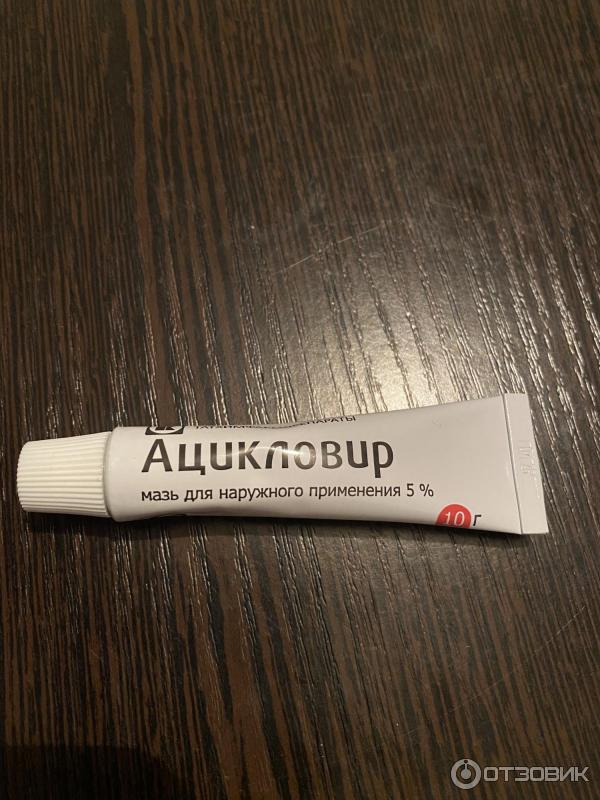 Ацикловир
мазь для наружного применения 5 %
10 г
ОТЗОВИК